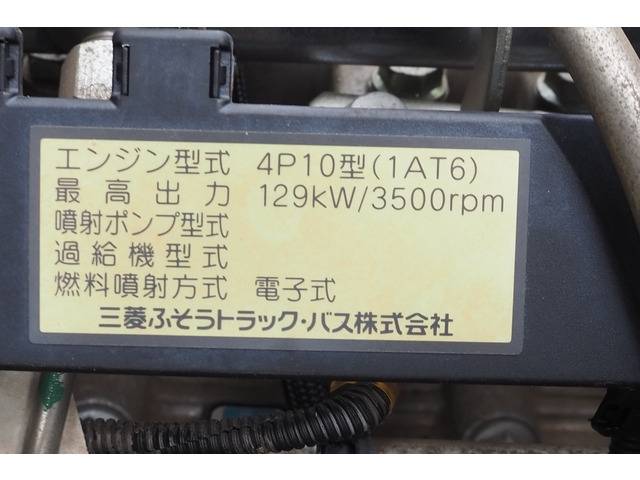 エンジン型式 4P10型(1AT6)
最高出力 129kW/3500rpm
噴射ポンプ型式
過給機型式
燃料噴射方式 電子式
三菱ふそうトラック・バス株式会社